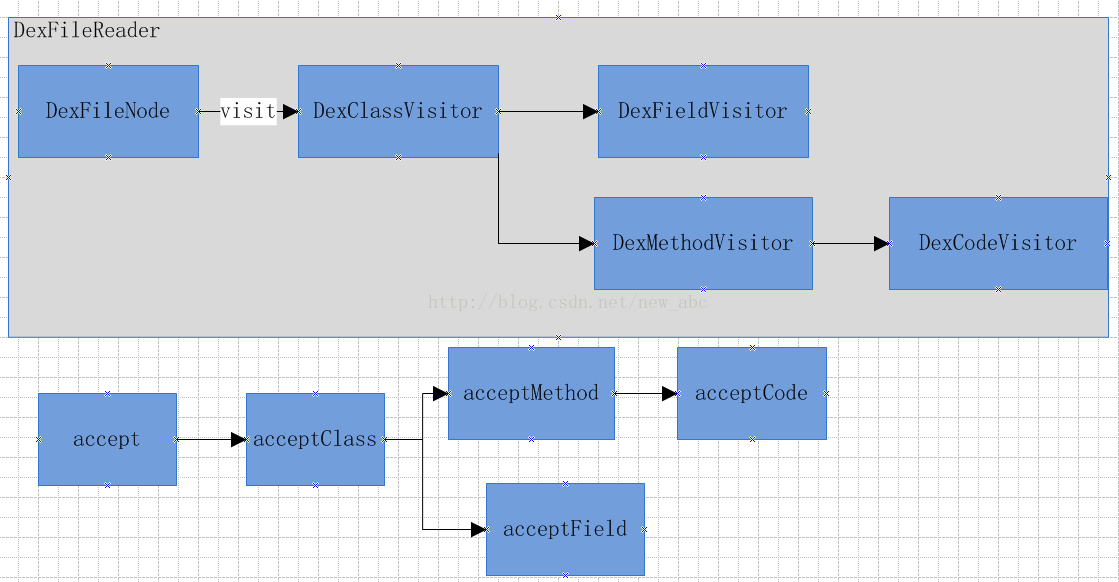 DexFileReader
DexFileNode
visit
DexClassVisitor
DexFieldVisitor
DexMethodVisitor
DexCodeVisitor
http://blog.csdn.net/new_abc
acceptMethod
acceptCode
accept
acceptClass
acceptField